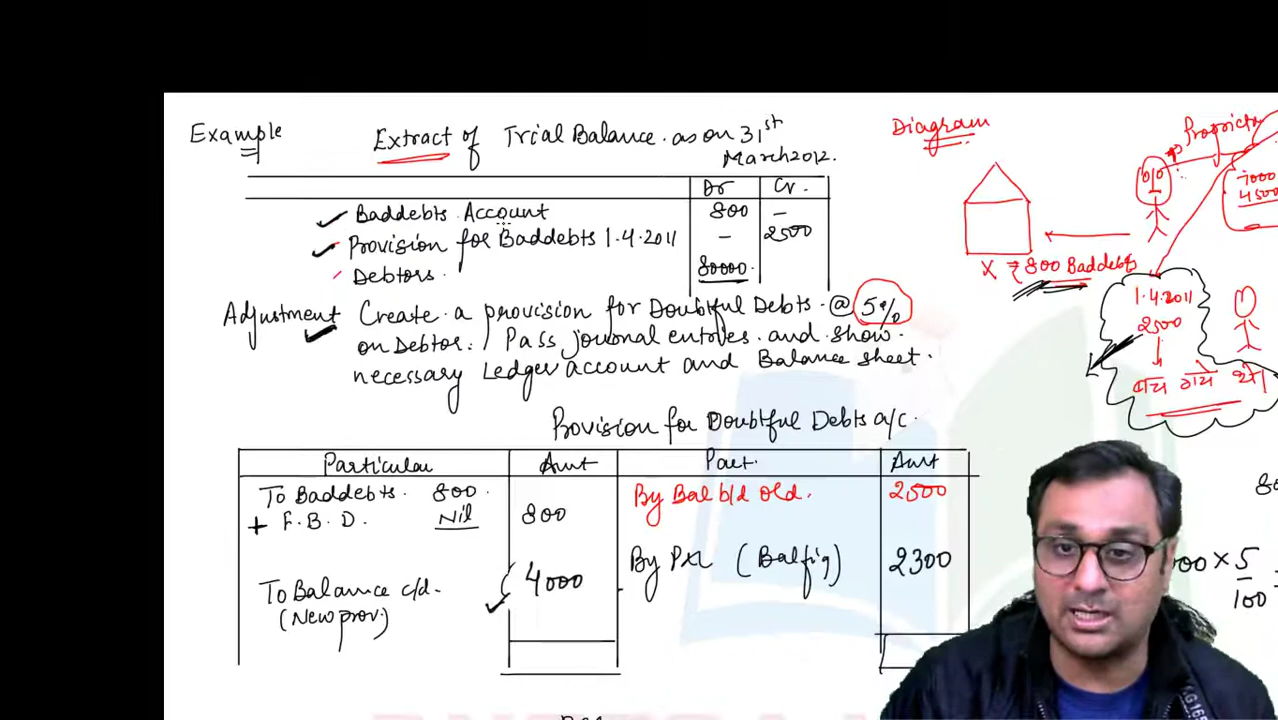 Example
Extract of Trial Balance as on 31st
March 2012.
Dr Cr.
Baddebts Account 800 –
Provision for Baddebts 1.4.2011 – 2500
Debtors. 80000
Adjustment Create a provision for Doubtful Debts @ 5%
on Debtor. Pass journal entries and show
necessary Ledger account and Balance sheet.
Provision for Doubtful Debts a/c.
Particular Amt Part. Amt
To Baddebts. 800 By Bal b/d old. 2500
+ F.B.D. Nil 800
By P&L (Bal fig) 2300
To Balance c/d. 4000
(New prov.)
Diagram
7000
4500
X ₹800 Baddebts
1.4.2011
2500
× 5
100